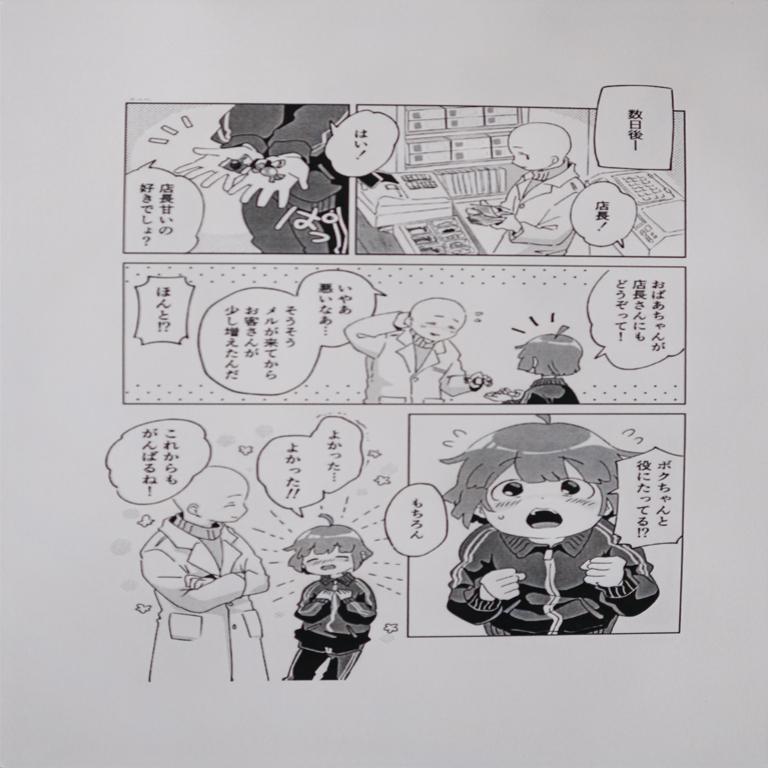 数日後ー
店長！
はい！
店長甘いの
好きでしょ？
ぱっ
おばあちゃんが
店長さんにも
どうぞって！
いやあ
悪いなあ…
そうそう
メルが来てから
お客さんが
少し増えたんだ
ほんと!?
ボクちゃんと
役にたってる!?
もちろん
よかった…
よかった!!
これからも
がんばるね！